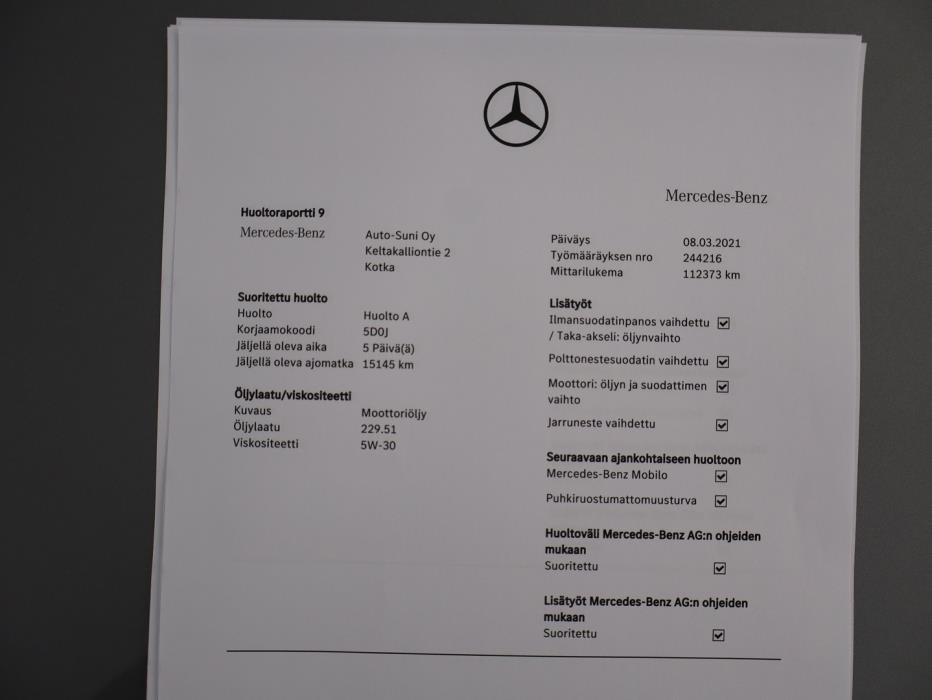 Mercedes-Benz
Huoltoraportti 9
Mercedes-Benz
Auto-Suni Oy
Keltakalliontie 2
Kotka
Päiväys 08.03.2021
Työmääräyksen nro 244216
Mittarilukema 112373 km
Suoritettu huolto
Huolto Huolto A
Korjaamokoodi 5D0J
Jäljellä oleva aika 5 Päivä(ä)
Jäljellä oleva ajomatka 15145 km
Öljylaatu/viskositeetti
Kuvaus Moottoriöljy
Öljylaatu 229.51
Viskositeetti 5W-30
Lisätyöt
Ilmansuodatinpanos vaihdettu
/ Taka-akseli: öljynvaihto
Polttonestesuodatin vaihdettu
Moottori: öljyn ja suodattimen
vaihto
Jarruneste vaihdettu
Seuraavaan ajankohtaiseen huoltoon
Mercedes-Benz Mobilo
Puhkiruostumattomuusturva
Huoltoväli Mercedes-Benz AG:n ohjeiden
mukaan
Suoritettu
Lisätyöt Mercedes-Benz AG:n ohjeiden
mukaan
Suoritettu